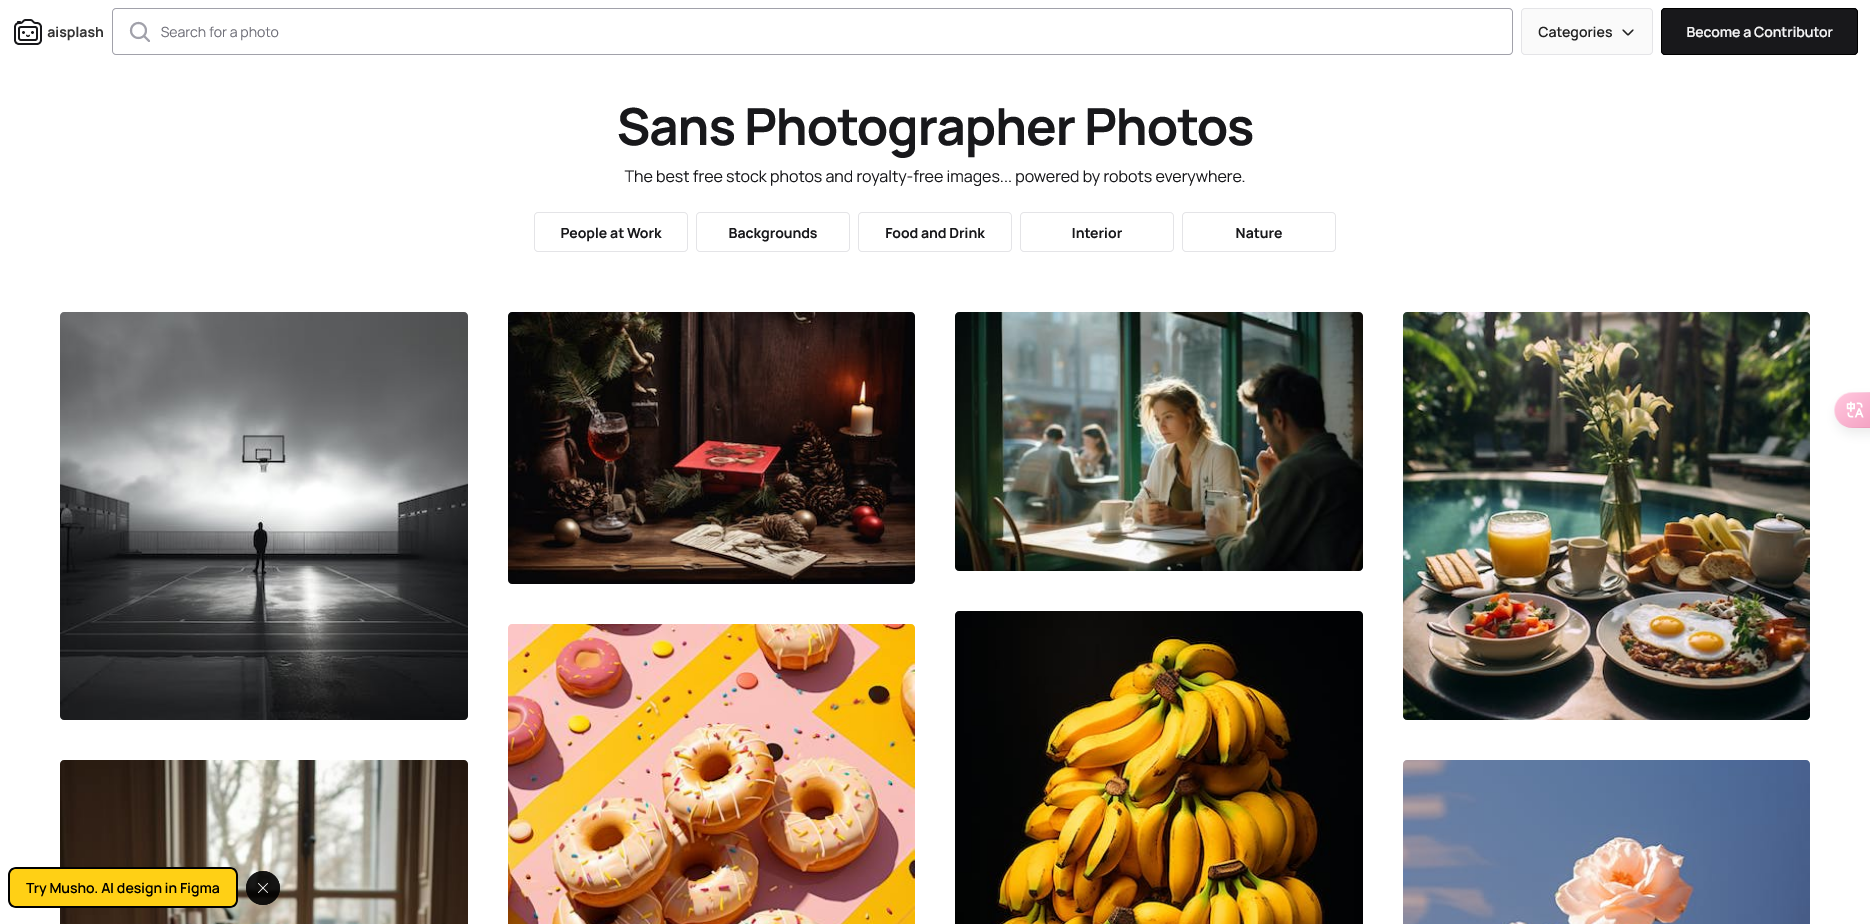 aisplash
Search for a photo
Categories
Become a Contributor
Sans Photographer Photos
The best free stock photos and royalty-free images... powered by robots everywhere.
People at Work
Backgrounds
Food and Drink
Interior
Nature
中A
Try Musho. AI design in Figma